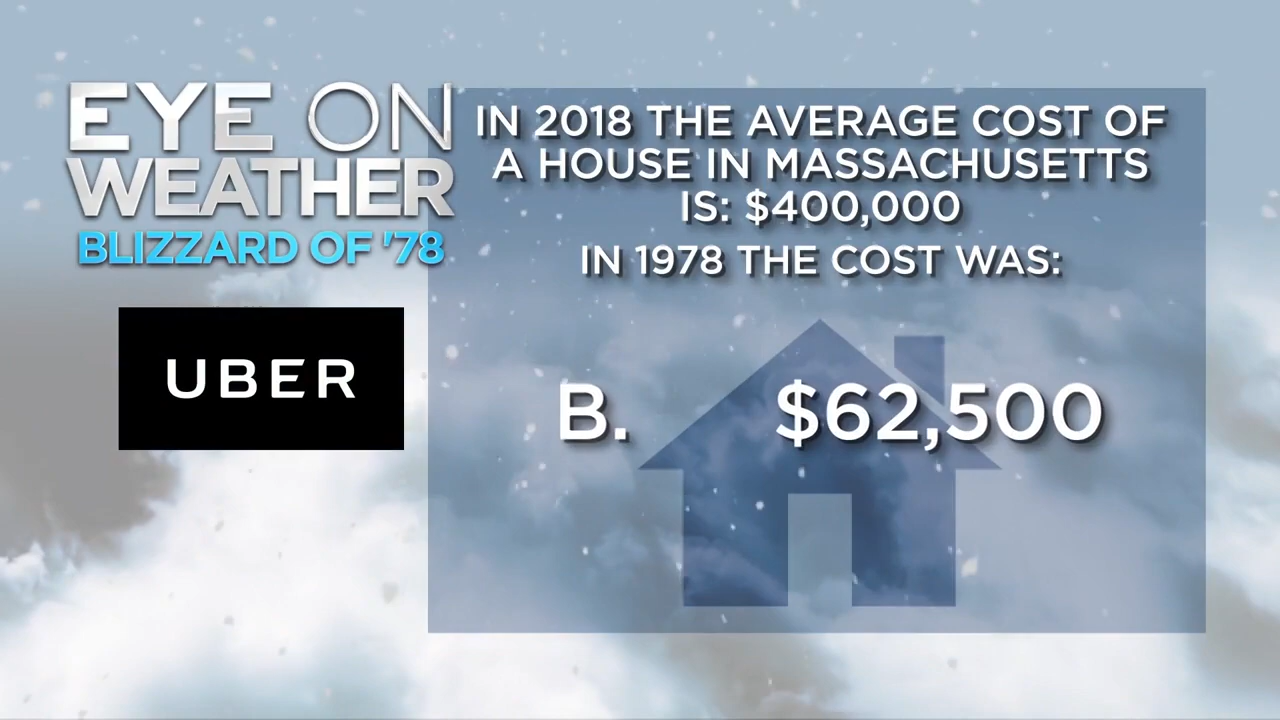 EYE ON
WEATHER
BLIZZARD OF '78
UBER
IN 2018 THE AVERAGE COST OF
A HOUSE IN MASSACHUSETTS
IS: $400,000
IN 1978 THE COST WAS:
B. $62,500